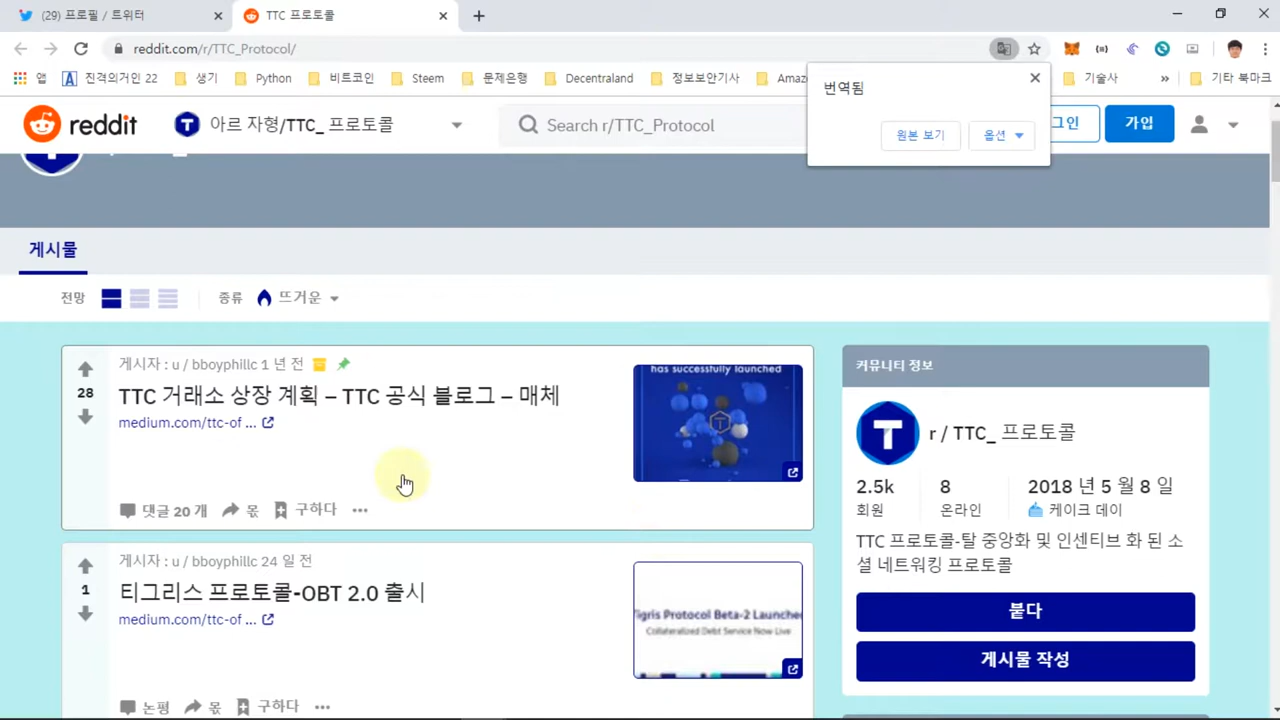 (29) 프로필 / 트위터
TTC 프로토콜
reddit.com/r/TTC_Protocol/
앱 진격의거인 22 생기 Python 비트코인 Steem 문제은행 Decentraland 정보보안기사 Amaz 기술사 » 기타 북마크
번역됨
원본 보기 옵션
reddit 아르 자형/TTC_ 프로토콜 Search r/TTC_Protocol 그인 가입
게시물
전망 종류 뜨거운
게시자 : u / bboyphillc 1 년 전
28
TTC 거래소 상장 계획 – TTC 공식 블로그 – 매체
medium.com/ttc-of ...
has successfully launched
댓글 20 개 몫 구하다 ...
게시자 : u / bboyphillc 24 일 전
1
티그리스 프로토콜-OBT 2.0 출시
medium.com/ttc-of ...
Tigris Protocol Beta-2 Launched
Collateralized Debt Service Now Live
논평 몫 구하다 ...
커뮤니티 정보
r / TTC_ 프로토콜
2.5k 8 2018 년 5 월 8 일
회원 온라인 케이크 데이
TTC 프로토콜-탈 중앙화 및 인센티브 화 된 소
셜 네트워킹 프로토콜
붙다
게시물 작성